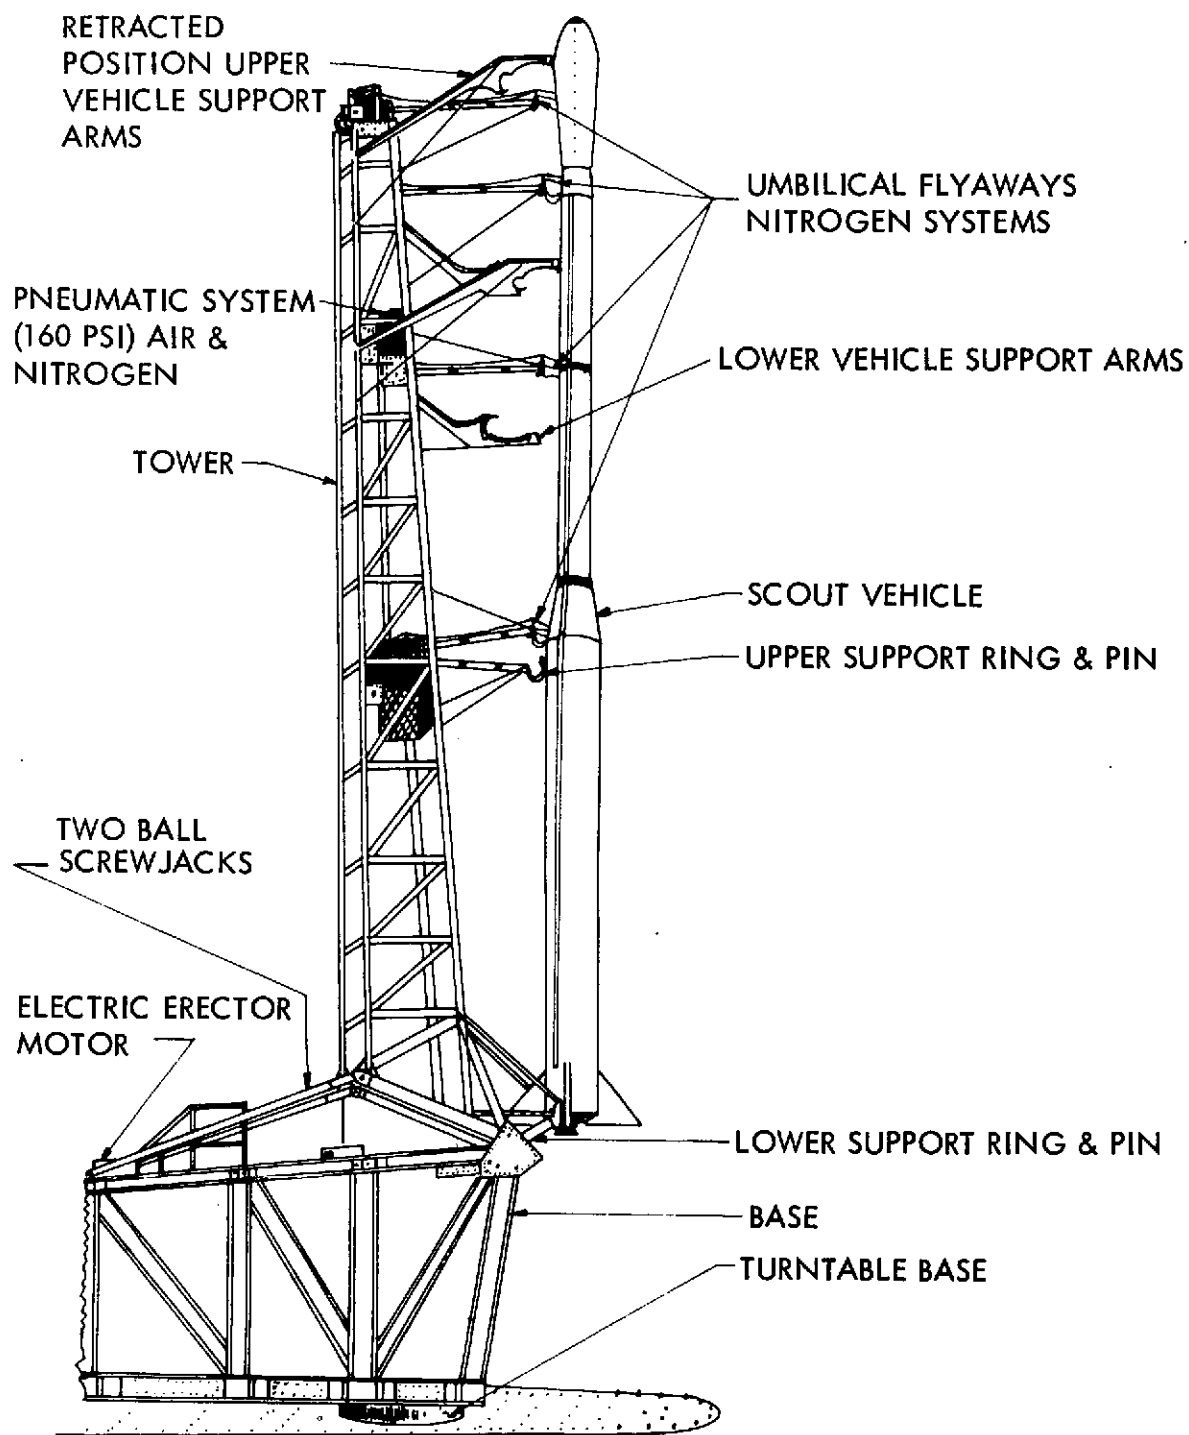 RETRACTED
POSITION UPPER
VEHICLE SUPPORT
ARMS
UMBILICAL FLYAWAYS
NITROGEN SYSTEMS
PNEUMATIC SYSTEM
(160 PSI) AIR &
NITROGEN
LOWER VEHICLE SUPPORT ARMS
TOWER
SCOUT VEHICLE
UPPER SUPPORT RING & PIN
TWO BALL
SCREWJACKS
ELECTRIC ERECTOR
MOTOR
LOWER SUPPORT RING & PIN
BASE
TURNTABLE BASE